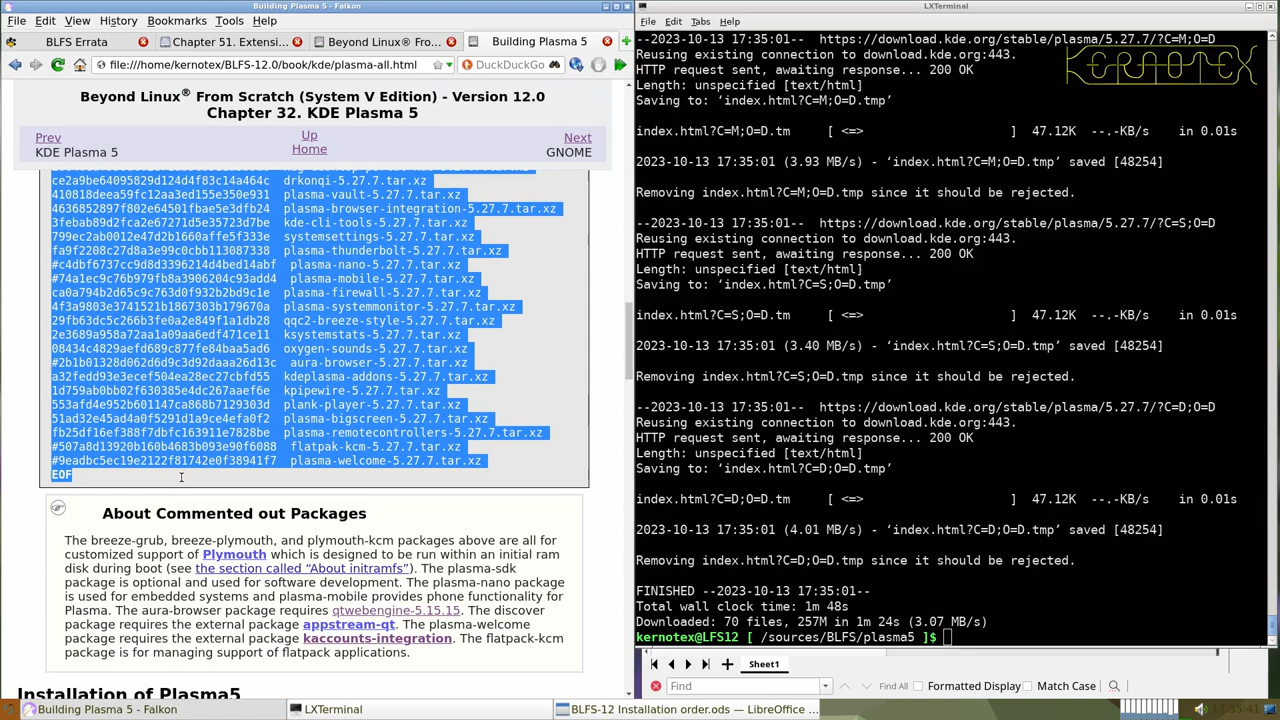 Building Plasma 5 - Falkon
File Edit View History Bookmarks Tools Help
BLFS Errata
Chapter 51. Extensi...
Beyond Linux® Fro...
Building Plasma 5
file:///home/kernotex/BLFS-12.0/book/kde/plasma-all.html
DuckDuckGo
Beyond Linux® From Scratch (System V Edition) - Version 12.0
Chapter 32. KDE Plasma 5
Prev
KDE Plasma 5
Up
Home
Next
GNOME
ce2a9be64095829d124d4f83c14a464c drkonqi-5.27.7.tar.xz
410818deea59fc12aa3ed155e350e931 plasma-vault-5.27.7.tar.xz
4636852897f802e64501fbae5e3dfb24 plasma-browser-integration-5.27.7.tar.xz
3febab89d2fca2e67271d5e35723d7be kde-cli-tools-5.27.7.tar.xz
799ec2ab0012e47d2b1660affe5f333e systemsettings-5.27.7.tar.xz
fa9f2208c27d8a3e99c0cbb113087338 plasma-thunderbolt-5.27.7.tar.xz
#c4dbf6737cc9d8d3396214d4bed14abf plasma-nano-5.27.7.tar.xz
#74a1ec9c76b979fb8a3906204c93add4 plasma-mobile-5.27.7.tar.xz
ca0a794b2d65c9c763d0f932b2bd9c1e plasma-firewall-5.27.7.tar.xz
4f3a9803e3741521b1867303b179670a plasma-systemmonitor-5.27.7.tar.xz
29fb63dc5c266b3fe0a2e849f1a1db28 qqc2-breeze-style-5.27.7.tar.xz
2e3689a958a72aa1a09aa6edf471ce11 ksystemstats-5.27.7.tar.xz
08434c4829aefd689c877fe84baa5ad6 oxygen-sounds-5.27.7.tar.xz
#2b1b01328d062d6d9c3d92daaa26d13c aura-browser-5.27.7.tar.xz
a32fedd93e3ecef504ea28ec27cbfd55 kdeplasma-addons-5.27.7.tar.xz
1d759ab0bb02f630385e4dc267aaef6e kpipewire-5.27.7.tar.xz
553afd4e952b601147ca868b7129303d plank-player-5.27.7.tar.xz
51ad32e45ad4a0f5291d1a9ce4efa0f2 plasma-bigscreen-5.27.7.tar.xz
fb25df16ef388f7dbfc163911e7828be plasma-remotecontrollers-5.27.7.tar.xz
#507a8d13920b160b4683b093e90f6088 flatpak-kcm-5.27.7.tar.xz
#9eadbc5ec19e2122f81742e0f38941f7 plasma-welcome-5.27.7.tar.xz
EOF
About Commented out Packages
The breeze-grub, breeze-plymouth, and plymouth-kcm packages above are all for
customized support of Plymouth which is designed to be run within an initial ram
disk during boot (see the section called “About initramfs”). The plasma-sdk
package is optional and used for software development. The plasma-nano package
is used for embedded systems and plasma-mobile provides phone functionality for
Plasma. The aura-browser package requires qtwebengine-5.15.15. The discover
package requires the external package appstream-qt. The plasma-welcome
package requires the external package kaccounts-integration. The flatpak-kcm
package is for managing support of flatpack applications.
Installation of Plasma5
LXTerminal
File Edit Tabs Help
KERNOTEX
--2023-10-13 17:35:01-- https://download.kde.org/stable/plasma/5.27.7/?C=M;O=D
Reusing existing connection to download.kde.org:443.
HTTP request sent, awaiting response... 200 OK
Length: unspecified [text/html]
Saving to: ‘index.html?C=M;O=D.tmp’
index.html?C=M;O=D.tm [ <=> ] 47.12K --.-KB/s in 0.01s
2023-10-13 17:35:01 (3.93 MB/s) - ‘index.html?C=M;O=D.tmp’ saved [48254]
Removing index.html?C=M;O=D.tmp since it should be rejected.
--2023-10-13 17:35:01-- https://download.kde.org/stable/plasma/5.27.7/?C=S;O=D
Reusing existing connection to download.kde.org:443.
HTTP request sent, awaiting response... 200 OK
Length: unspecified [text/html]
Saving to: ‘index.html?C=S;O=D.tmp’
index.html?C=S;O=D.tm [ <=> ] 47.12K --.-KB/s in 0.01s
2023-10-13 17:35:01 (3.40 MB/s) - ‘index.html?C=S;O=D.tmp’ saved [48254]
Removing index.html?C=S;O=D.tmp since it should be rejected.
--2023-10-13 17:35:01-- https://download.kde.org/stable/plasma/5.27.7/?C=D;O=D
Reusing existing connection to download.kde.org:443.
HTTP request sent, awaiting response... 200 OK
Length: unspecified [text/html]
Saving to: ‘index.html?C=D;O=D.tmp’
index.html?C=D;O=D.tm [ <=> ] 47.12K --.-KB/s in 0.01s
2023-10-13 17:35:01 (4.01 MB/s) - ‘index.html?C=D;O=D.tmp’ saved [48254]
Removing index.html?C=D;O=D.tmp since it should be rejected.
FINISHED --2023-10-13 17:35:01--
Total wall clock time: 1m 48s
Downloaded: 70 files, 257M in 1m 24s (3.07 MB/s)
kernotex@LFS12 [ /sources/BLFS/plasma5 ]$
Sheet1
Find
Find All Formatted Display Match Case
Building Plasma 5 - Falkon
LXTerminal
BLFS-12 Installation order.ods — LibreOffice ...
17:35:41